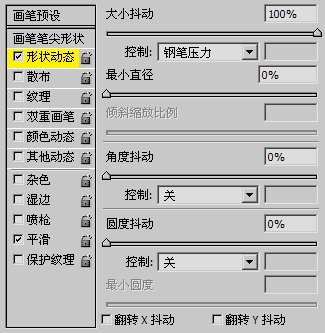 画笔预设
画笔笔尖形状
形状动态
散布
纹理
双重画笔
颜色动态
其他动态
杂色
湿边
喷枪
平滑
保护纹理
大小抖动 100%
控制: 钢笔压力
最小直径 0%
倾斜缩放比例
角度抖动 0%
控制: 关
圆度抖动 0%
控制: 关
最小圆度
翻转 X 抖动 翻转 Y 抖动